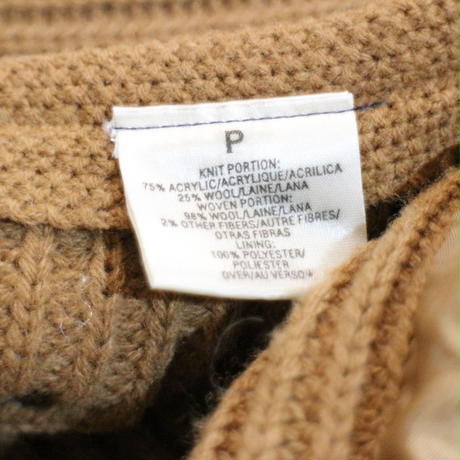 P
KNIT PORTION:
75% ACRYLIC/ACRYLIQUE/ACRILICA
25% WOOL/LAINE/LANA
WOVEN PORTION:
98% WOOL/LAINE/LANA
2% OTHER FIBERS/AUTRE FIBRES/
OTRAS FIBRAS
LINING:
100% POLYESTER/
POLIESTER
OVER/AU VERSO